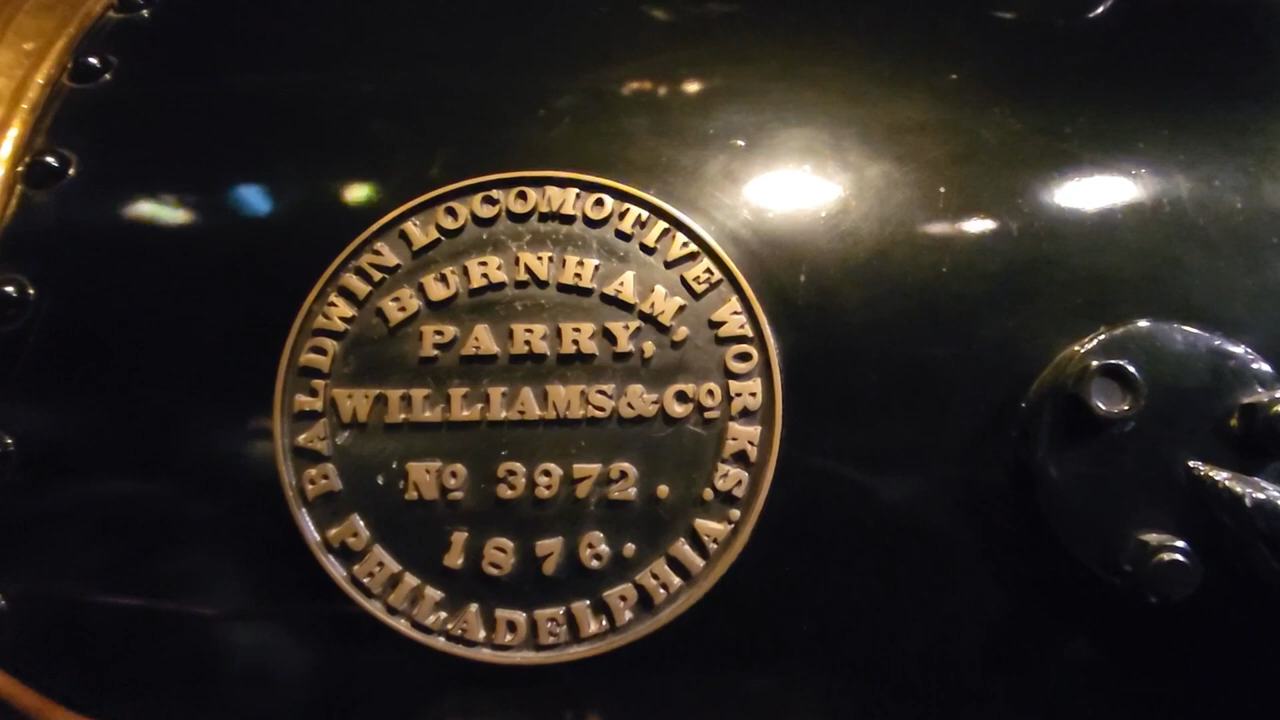 BALDWIN LOCOMOTIVE WORKS.
BURNHAM,
PARRY,
WILLIAMS & Cº
Nº 3972.
1876.
PHILADELPHIA.